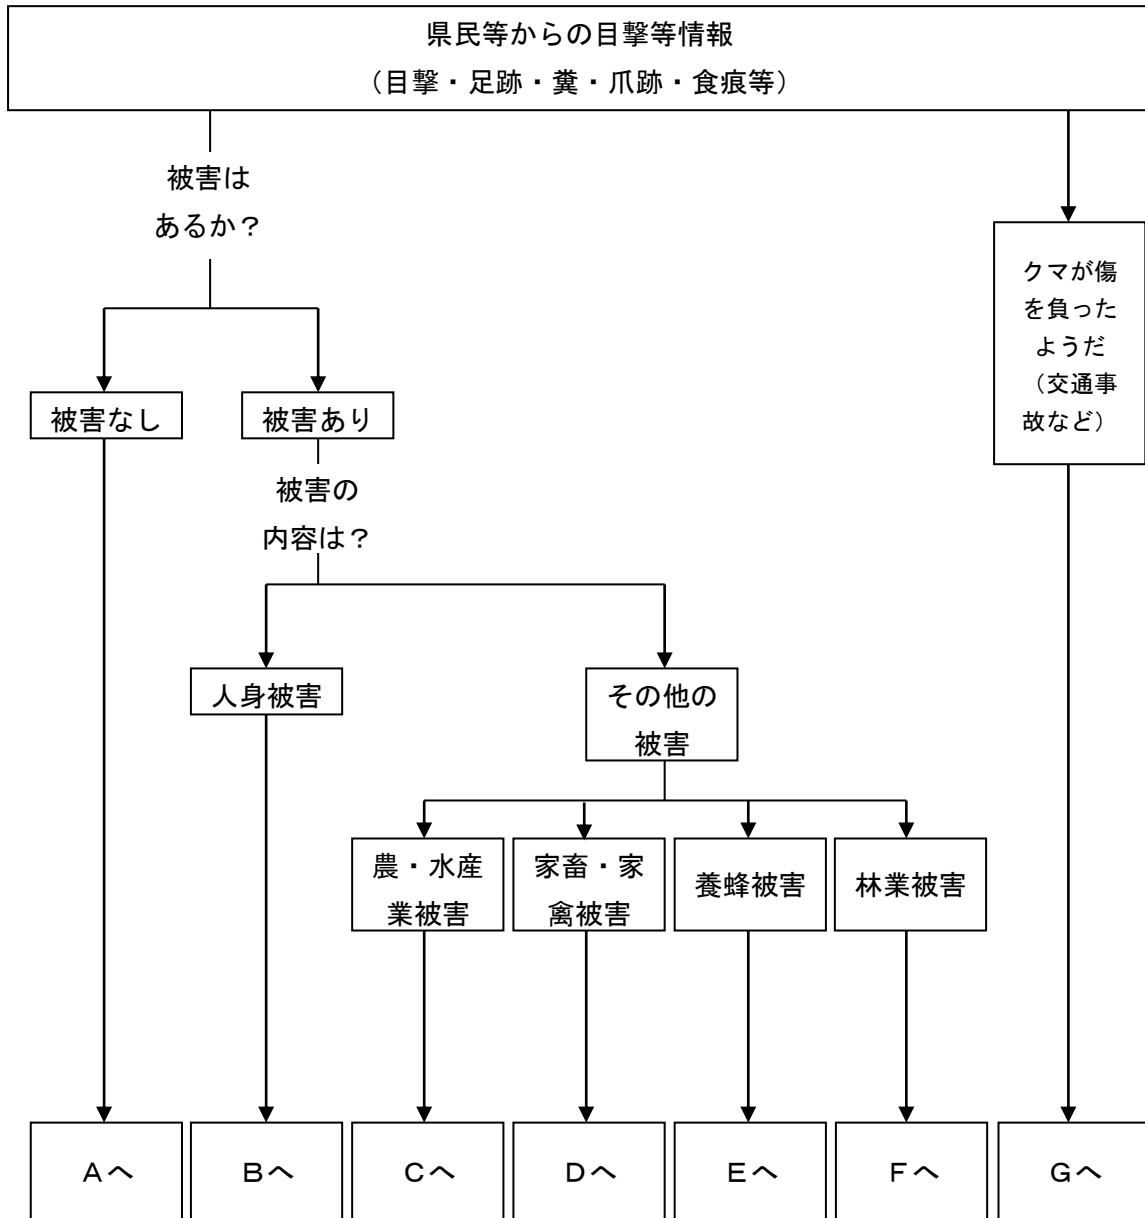 県民等からの目撃等情報
（目撃・足跡・糞・爪跡・食痕等）
被害は
あるか？
クマが傷
を負った
ようだ
（交通事
故など）
被害なし
被害あり
被害の
内容は？
人身被害
その他の
被害
農・水産
業被害
家畜・家
禽被害
養蜂被害
林業被害
Ａへ
Ｂへ
Ｃへ
Ｄへ
Ｅへ
Ｆへ
Ｇへ